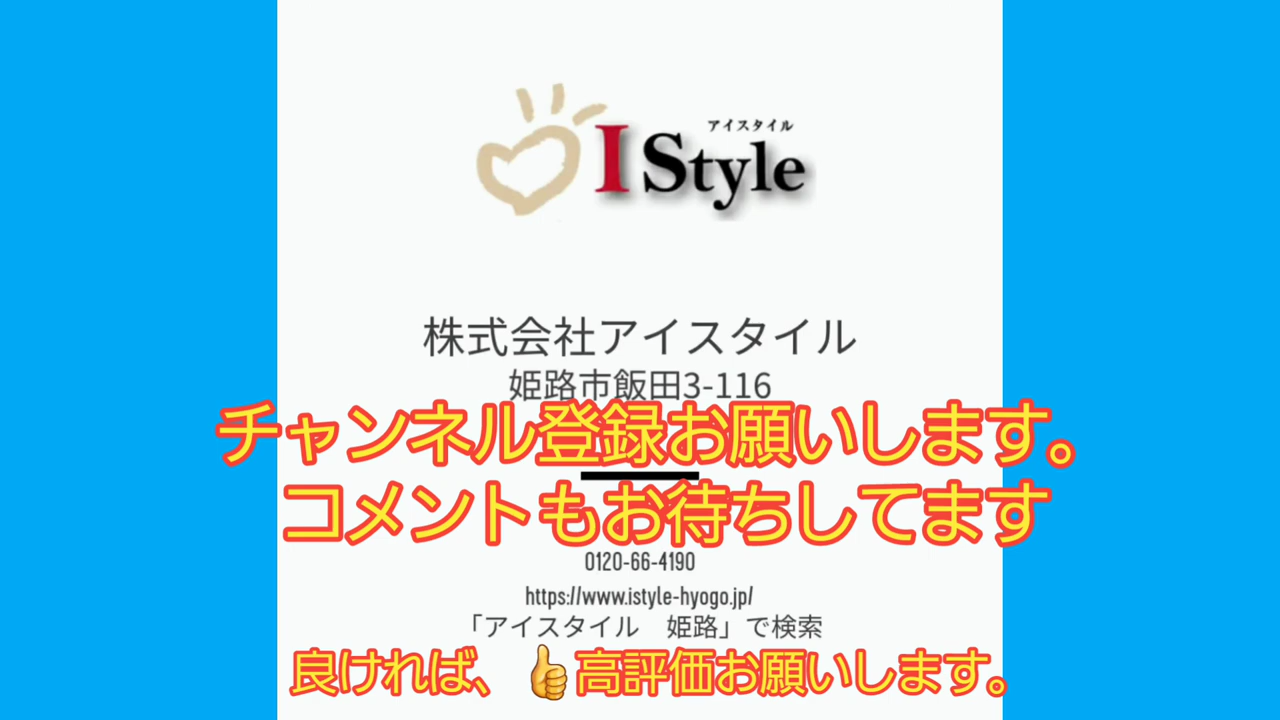 アイスタイル
I Style
株式会社アイスタイル
姫路市飯田3-116
チャンネル登録お願いします。
コメントもお待ちしてます
0120-66-4190
https://www.istyle-hyogo.jp/
「アイスタイル　姫路」で検索
良ければ、👍高評価お願いします。